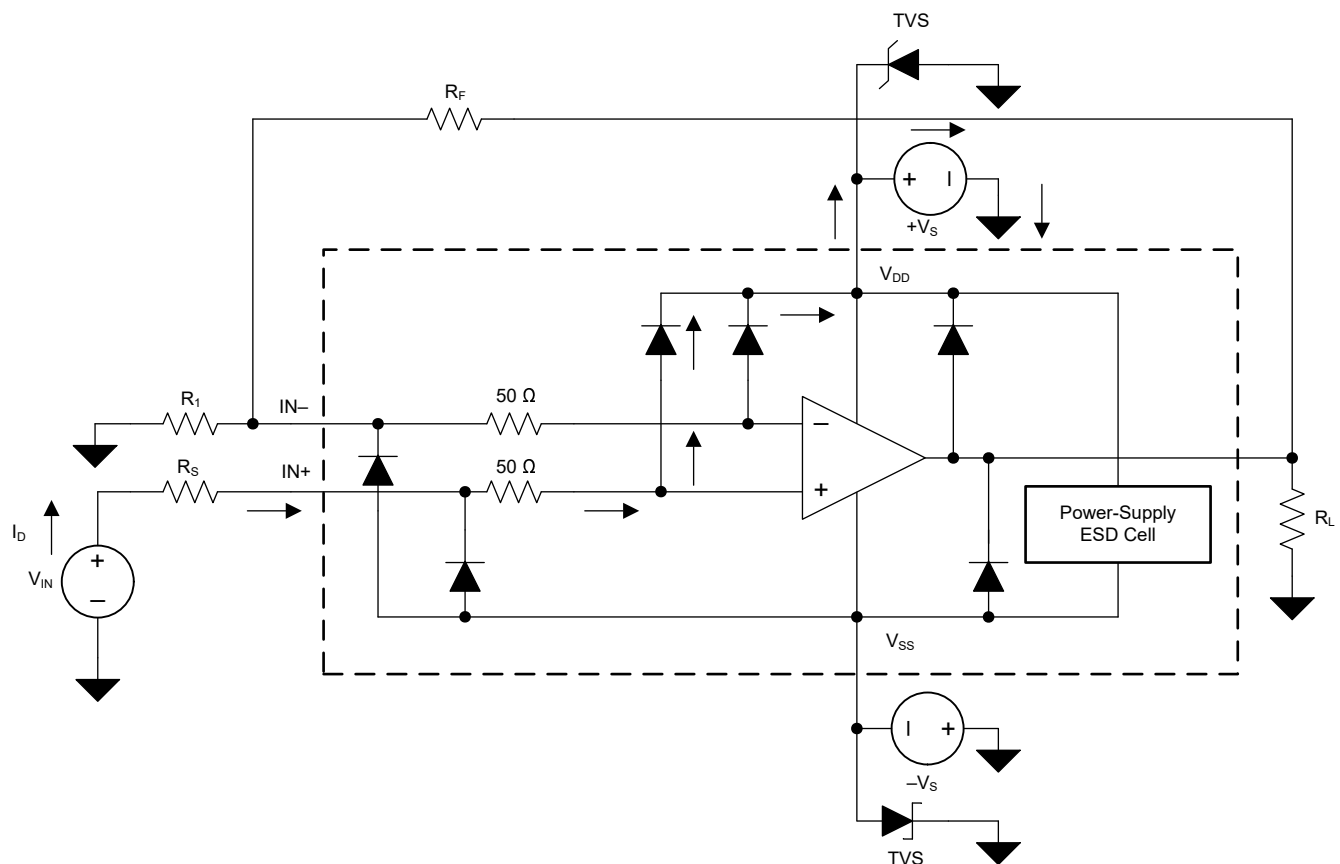 TVS
R_F
+
I
+V_S
V_DD
R_1
IN–
50 Ω
R_S
IN+
50 Ω
–
+
I_D
V_IN
+
–
Power-Supply
ESD Cell
R_L
V_SS
I
+
–V_S
TVS